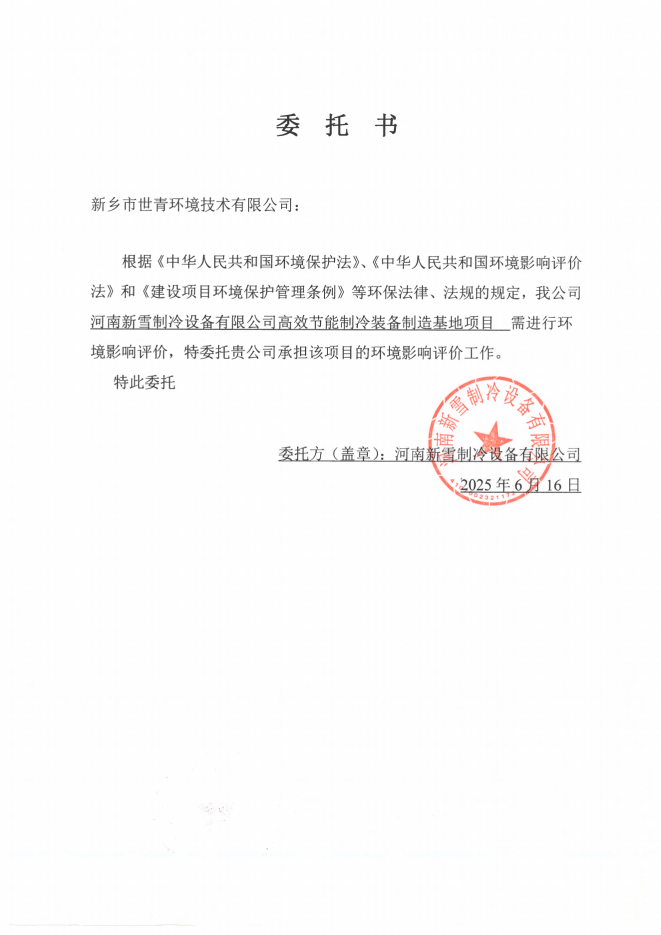 委 托 书
新乡市世青环境技术有限公司：
根据《中华人民共和国环境保护法》、《中华人民共和国环境影响评价
法》和《建设项目环境保护管理条例》等环保法律、法规的规定，我公司
河南新雪制冷设备有限公司高效节能制冷装备制造基地项目 需进行环
境影响评价，特委托贵公司承担该项目的环境影响评价工作。
特此委托
河南新雪制冷设备有限公司
委托方（盖章）：河南新雪制冷设备有限公司
2025 年 6 月 16 日